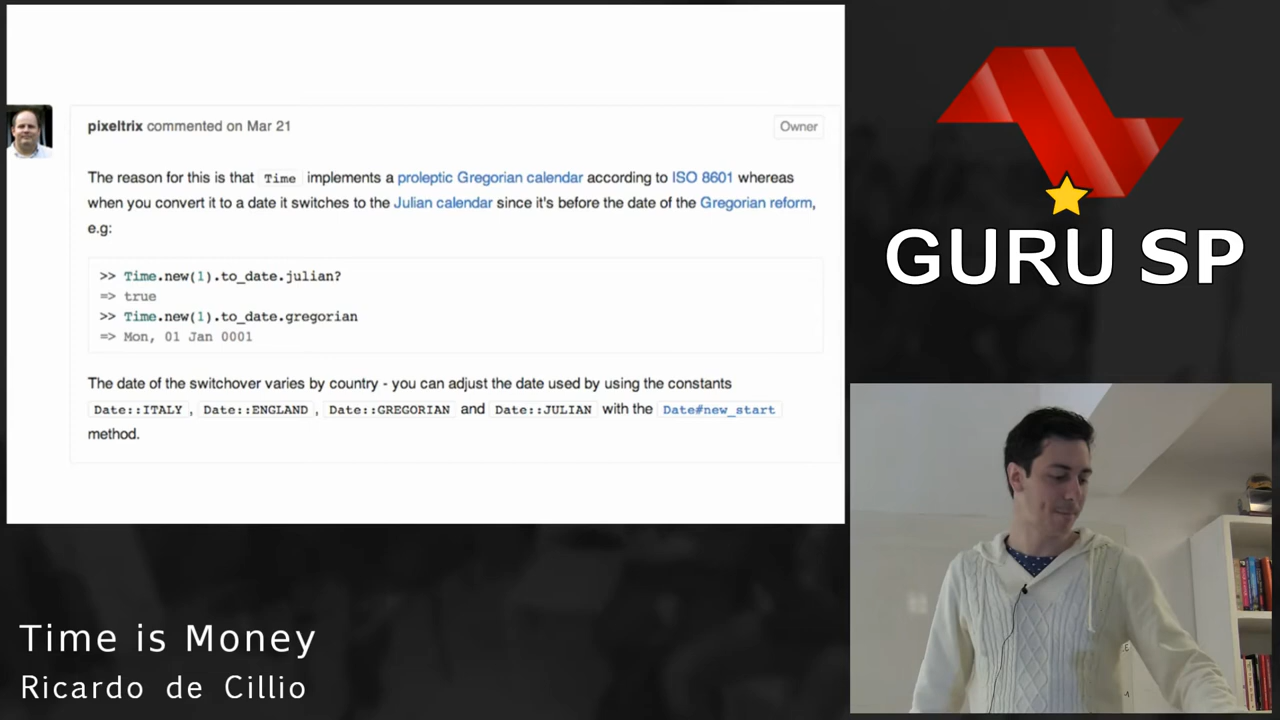 pixeltrix commented on Mar 21
Owner
The reason for this is that Time implements a proleptic Gregorian calendar according to ISO 8601 whereas
when you convert it to a date it switches to the Julian calendar since it's before the date of the Gregorian reform,
e.g:
>> Time.new(1).to_date.julian?
=> true
>> Time.new(1).to_date.gregorian
=> Mon, 01 Jan 0001
The date of the switchover varies by country - you can adjust the date used by using the constants
Date::ITALY , Date::ENGLAND , Date::GREGORIAN and Date::JULIAN with the Date#new_start
method.
GURU SP
Time is Money
Ricardo de Cillio